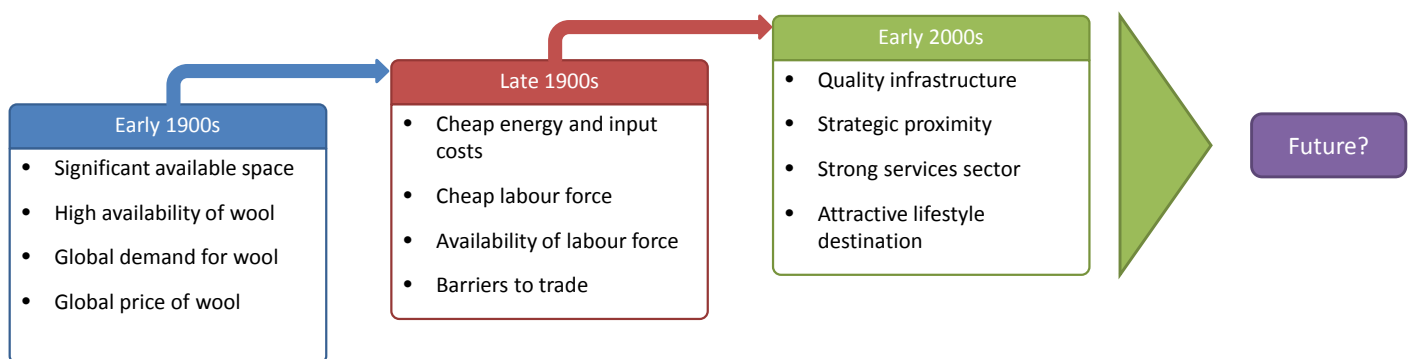 Early 1900s
• Significant available space
• High availability of wool
• Global demand for wool
• Global price of wool
Late 1900s
• Cheap energy and input
costs
• Cheap labour force
• Availability of labour force
• Barriers to trade
Early 2000s
• Quality infrastructure
• Strategic proximity
• Strong services sector
• Attractive lifestyle
destination
Future?